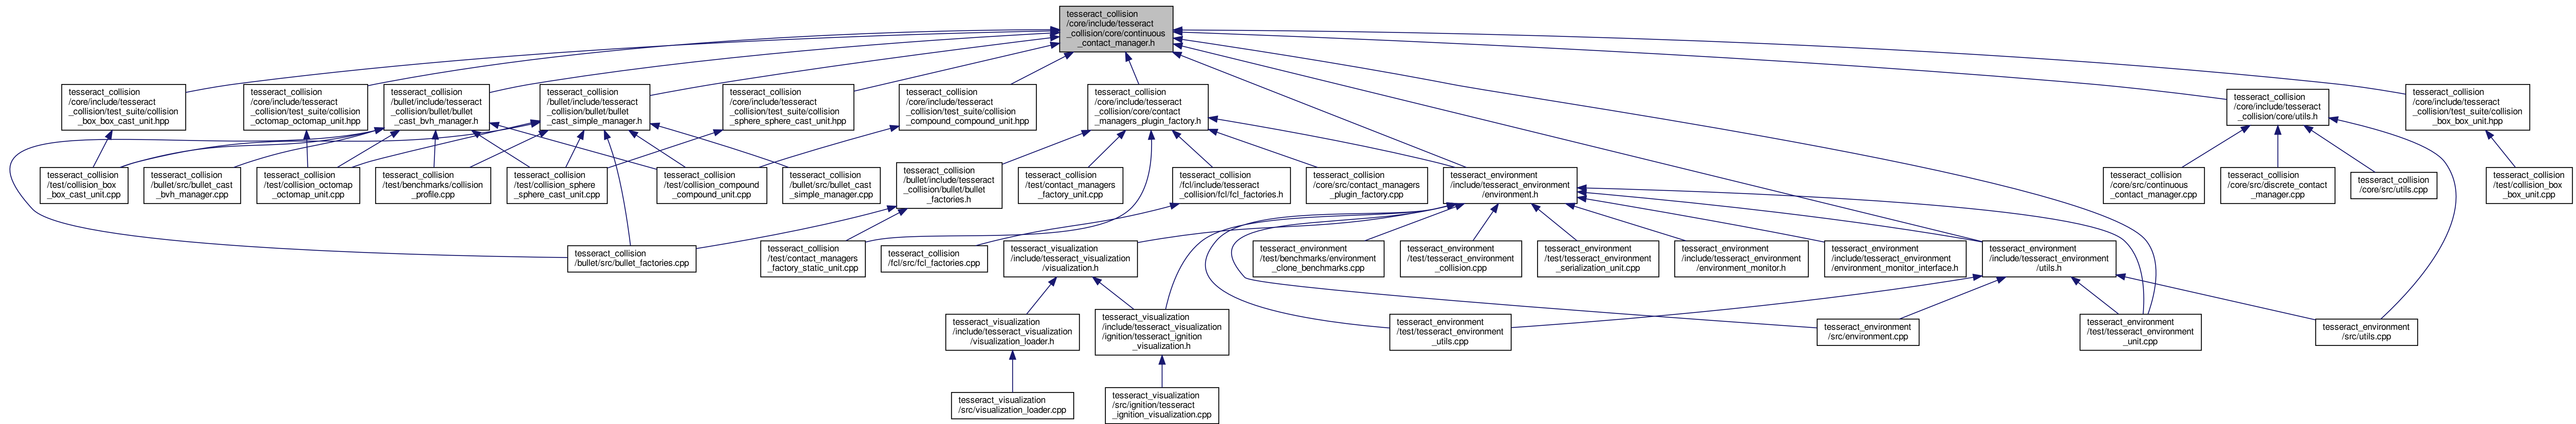 tesseract_collision
/core/include/tesseract
_collision/core/continuous
_contact_manager.h
tesseract_collision
/core/include/tesseract
_collision/test_suite/collision
_box_box_cast_unit.hpp
tesseract_collision
/core/include/tesseract
_collision/test_suite/collision
_octomap_octomap_unit.hpp
tesseract_collision
/bullet/include/tesseract
_collision/bullet/bullet
_cast_bvh_manager.h
tesseract_collision
/bullet/include/tesseract
_collision/bullet/bullet
_cast_simple_manager.h
tesseract_collision
/core/include/tesseract
_collision/test_suite/collision
_sphere_sphere_cast_unit.hpp
tesseract_collision
/core/include/tesseract
_collision/test_suite/collision
_compound_compound_unit.hpp
tesseract_collision
/core/include/tesseract
_collision/core/contact
_managers_plugin_factory.h
tesseract_collision
/core/include/tesseract
_collision/core/utils.h
tesseract_collision
/core/include/tesseract
_collision/test_suite/collision
_box_box_unit.hpp
tesseract_collision
/test/collision_box
_box_cast_unit.cpp
tesseract_collision
/bullet/src/bullet_cast
_bvh_manager.cpp
tesseract_collision
/test/collision_octomap
_octomap_unit.cpp
tesseract_collision
/test/benchmarks/collision
_profile.cpp
tesseract_collision
/test/collision_sphere
_sphere_cast_unit.cpp
tesseract_collision
/test/collision_compound
_compound_unit.cpp
tesseract_collision
/bullet/src/bullet_cast
_simple_manager.cpp
tesseract_collision
/bullet/include/tesseract
_collision/bullet/bullet
_factories.h
tesseract_collision
/test/contact_managers
_factory_unit.cpp
tesseract_collision
/fcl/include/tesseract
_collision/fcl/fcl_factories.h
tesseract_collision
/core/src/contact_managers
_plugin_factory.cpp
tesseract_environment
/include/tesseract_environment
/environment.h
tesseract_collision
/core/src/continuous
_contact_manager.cpp
tesseract_collision
/core/src/discrete_contact
_manager.cpp
tesseract_collision
/core/src/utils.cpp
tesseract_collision
/test/collision_box
_box_unit.cpp
tesseract_collision
/bullet/src/bullet_factories.cpp
tesseract_collision
/test/contact_managers
_factory_static_unit.cpp
tesseract_collision
/fcl/src/fcl_factories.cpp
tesseract_visualization
/include/tesseract_visualization
/visualization.h
tesseract_environment
/test/benchmarks/environment
_clone_benchmarks.cpp
tesseract_environment
/test/tesseract_environment
_collision.cpp
tesseract_environment
/test/tesseract_environment
_serialization_unit.cpp
tesseract_environment
/include/tesseract_environment
/environment_monitor.h
tesseract_environment
/include/tesseract_environment
/environment_monitor_interface.h
tesseract_environment
/include/tesseract_environment
/utils.h
tesseract_visualization
/include/tesseract_visualization
/visualization_loader.h
tesseract_visualization
/include/tesseract_visualization
/ignition/tesseract_ignition
_visualization.h
tesseract_environment
/test/tesseract_environment
_utils.cpp
tesseract_environment
/src/environment.cpp
tesseract_environment
/test/tesseract_environment
_unit.cpp
tesseract_environment
/src/utils.cpp
tesseract_visualization
/src/visualization_loader.cpp
tesseract_visualization
/src/ignition/tesseract
_ignition_visualization.cpp